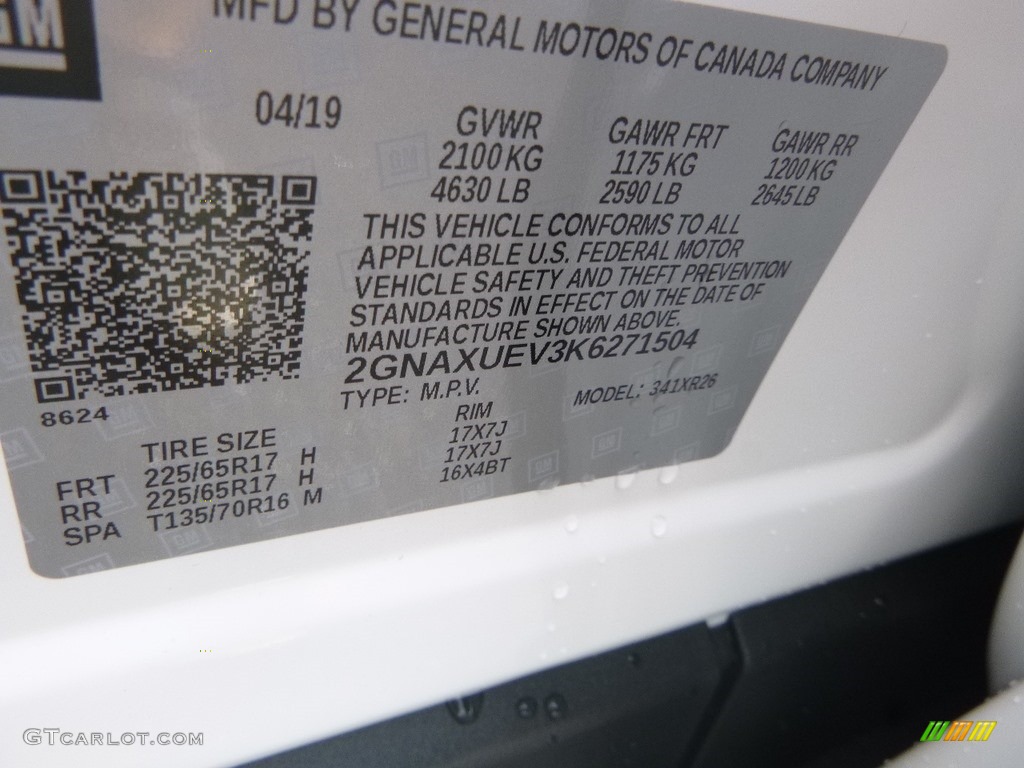 GM
MFD BY GENERAL MOTORS OF CANADA COMPANY
04/19
GVWR GAWR FRT GAWR RR
2100 KG 1175 KG 1200 KG
4630 LB 2590 LB 2645 LB
THIS VEHICLE CONFORMS TO ALL
APPLICABLE U.S. FEDERAL MOTOR
VEHICLE SAFETY AND THEFT PREVENTION
STANDARDS IN EFFECT ON THE DATE OF
MANUFACTURE SHOWN ABOVE.
2GNAXUEV3K6271504
TYPE: M.P.V. MODEL: 341XR26
8624
TIRE SIZE RIM
FRT 225/65R17 H 17X7J
RR 225/65R17 H 17X7J
SPA T135/70R16 M 16X4BT
GTCARLOT.COM